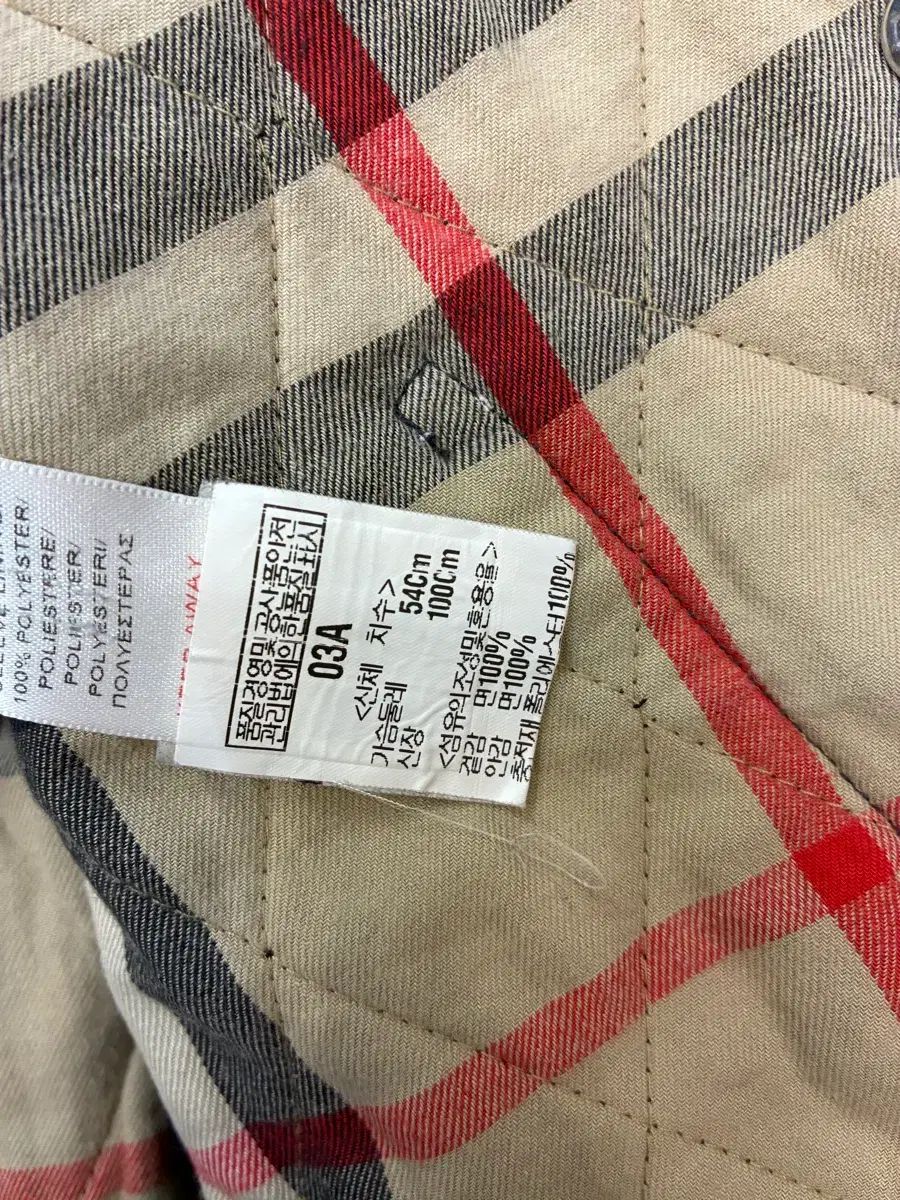 100% POLYESTER/
POLIESTERE/
POLIESTER/
POLYESTER//
ΠΟΛΥΕΣΤΕΡΑΣ
AWAY
품질경영및 공산품안전
관리법에의한품질표시
03A
<신체 치수>
가슴둘레 54Cm
신장 100Cm
<섬유의조성및혼용율>
겉감 면100%
안감 면100%
충전재 폴리에스터100%